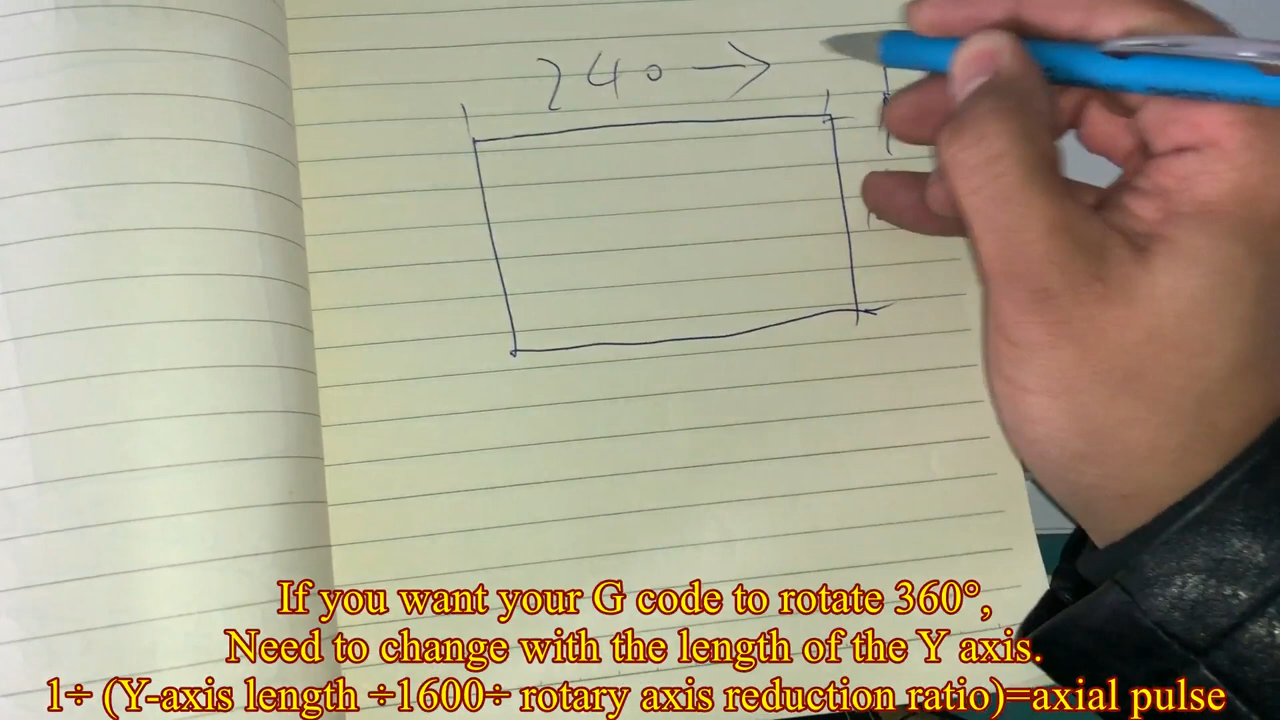 240 →
If you want your G code to rotate 360°,
Need to change with the length of the Y axis.
1÷ (Y-axis length ÷1600÷ rotary axis reduction ratio)=axial pulse